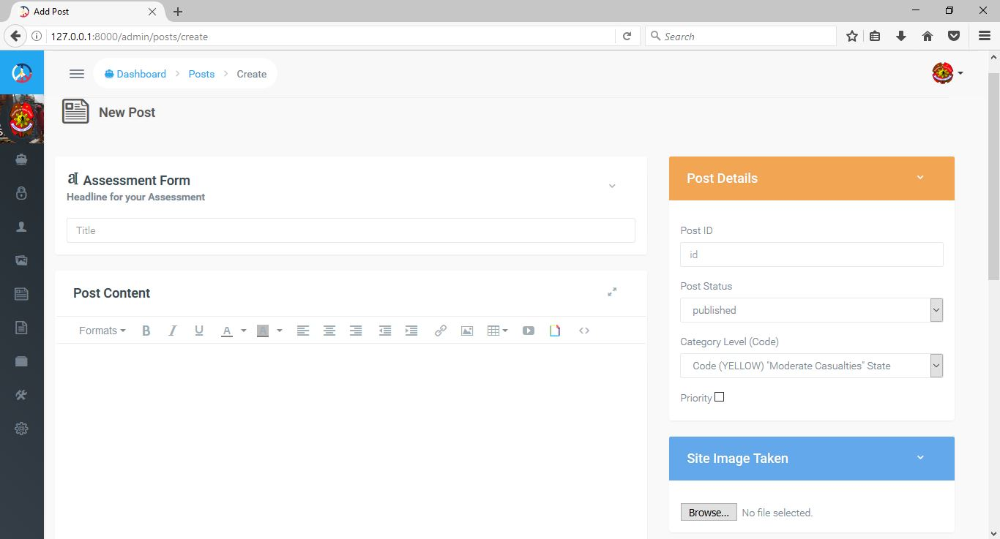 Add Post
127.0.0.1:8000/admin/posts/create
Search
Dashboard > Posts > Create
New Post
Assessment Form
Headline for your Assessment
Title
Post Content
Formats B I U A A
Post Details
Post ID
id
Post Status
published
Category Level (Code)
Code (YELLOW) "Moderate Casualties" State
Priority
Site Image Taken
Browse... No file selected.